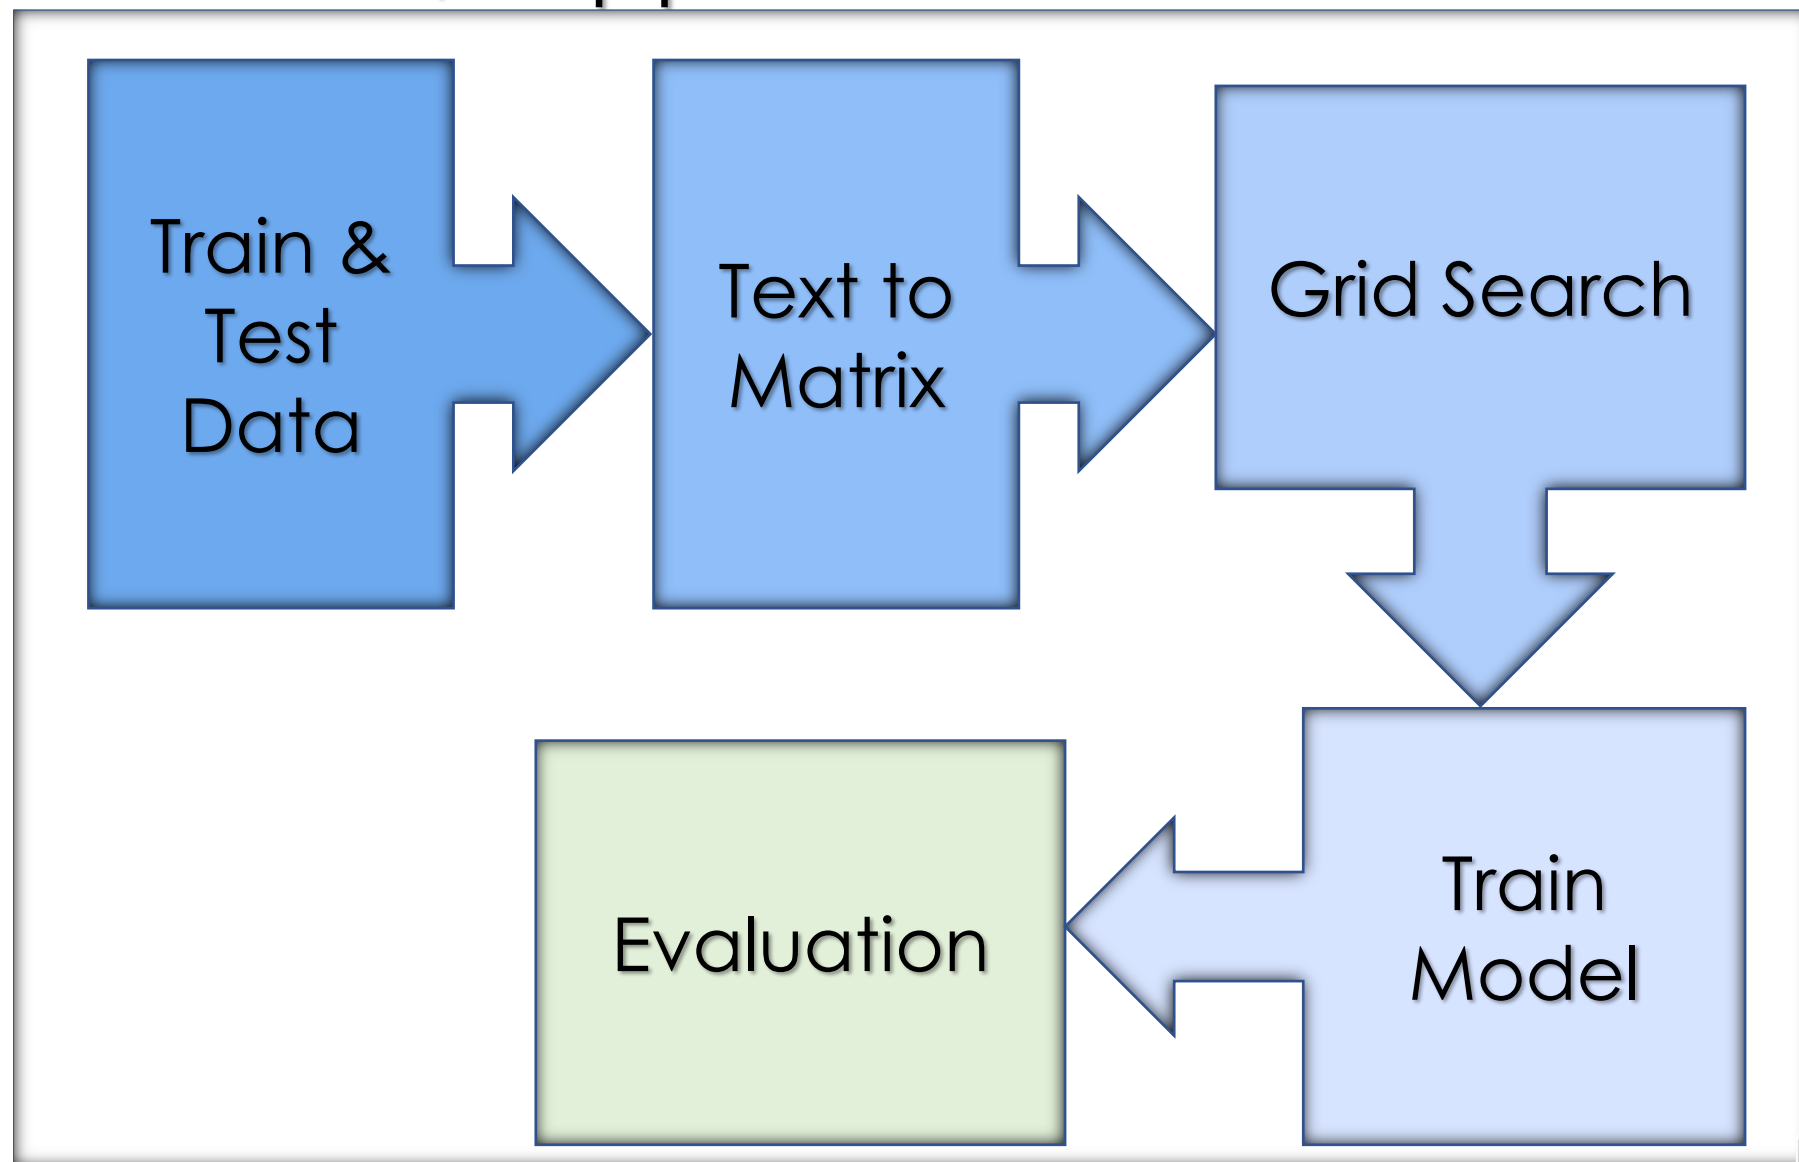 Train &
Test
Data
Text to
Matrix
Grid Search
Train
Model
Evaluation